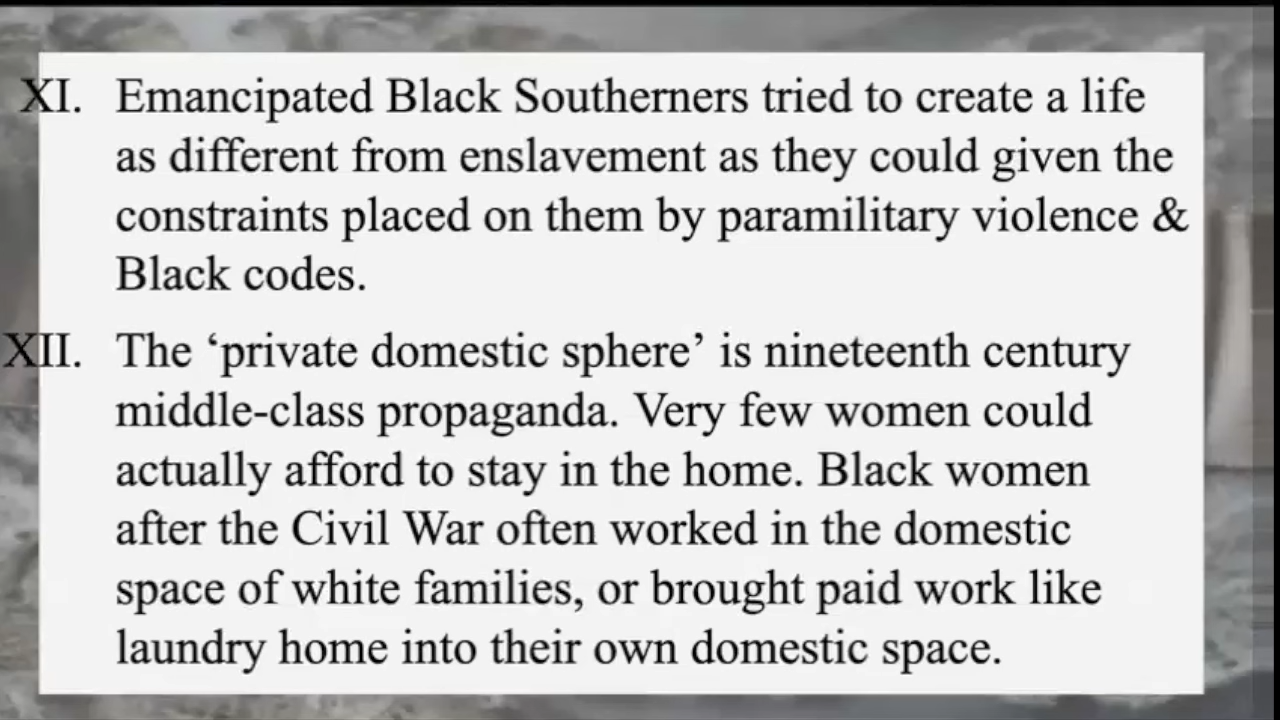 XI. Emancipated Black Southerners tried to create a life
as different from enslavement as they could given the
constraints placed on them by paramilitary violence &
Black codes.
XII. The ‘private domestic sphere’ is nineteenth century
middle-class propaganda. Very few women could
actually afford to stay in the home. Black women
after the Civil War often worked in the domestic
space of white families, or brought paid work like
laundry home into their own domestic space.